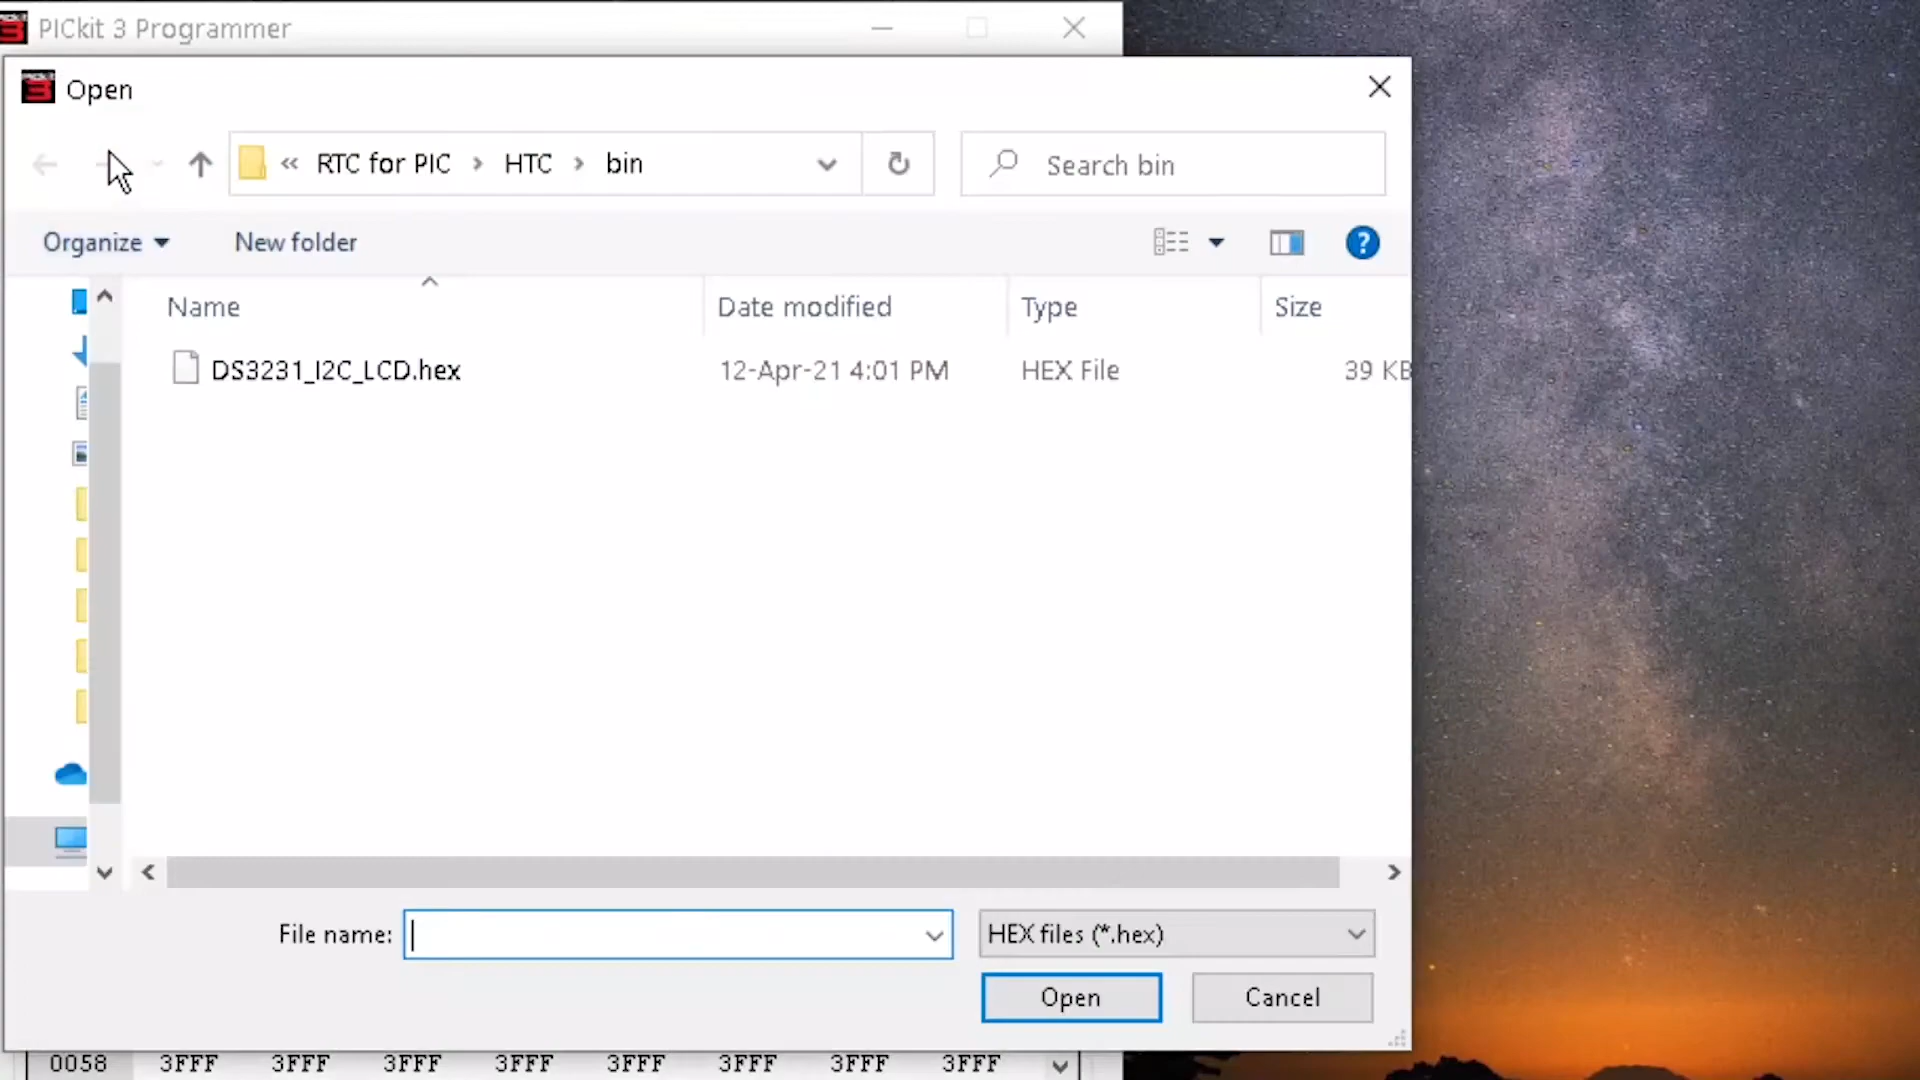 PICkit 3 Programmer
Open
« RTC for PIC › HTC › bin
Search bin
Organize
New folder
Name Date modified Type Size
DS3231_I2C_LCD.hex 12-Apr-21 4:01 PM HEX File 39 KB
File name: HEX files (*.hex)
Open Cancel
0058 3FFF 3FFF 3FFF 3FFF 3FFF 3FFF 3FFF 3FFF